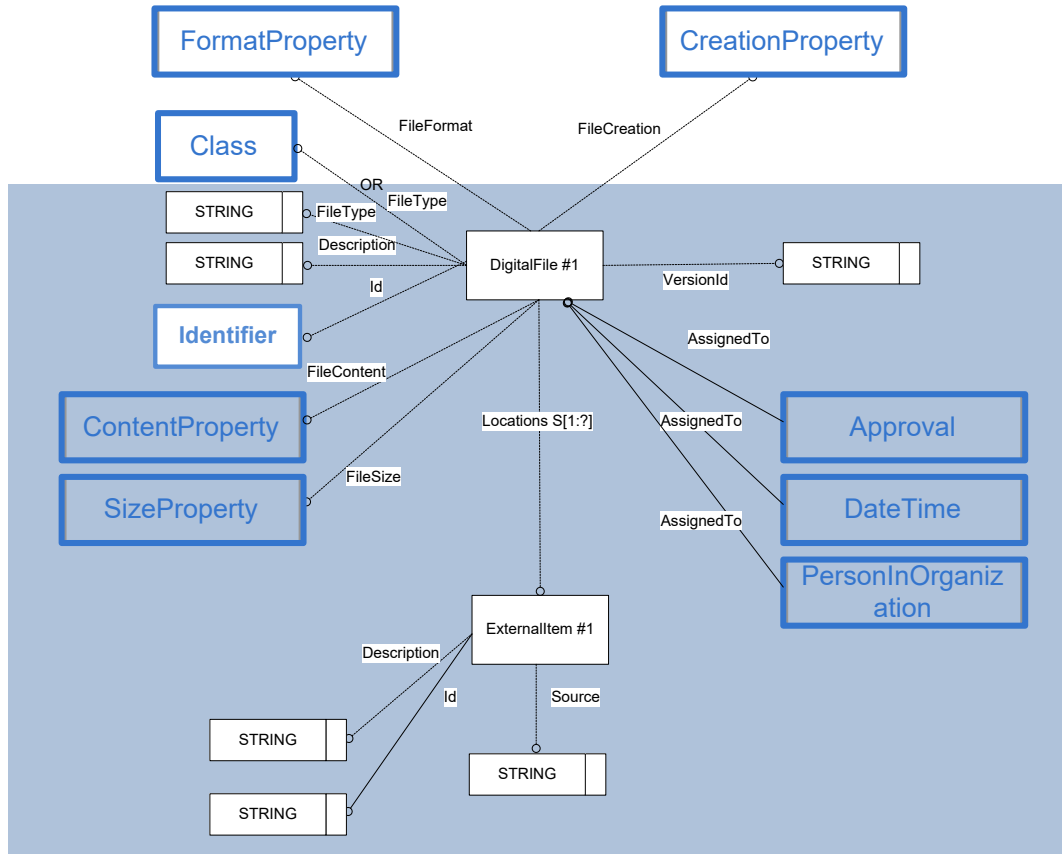 FormatProperty
CreationProperty
FileFormat
FileCreation
Class
OR
FileType
STRING
FileType
Description
STRING
DigitalFile #1
STRING
VersionId
Id
Identifier
AssignedTo
FileContent
ContentProperty
Locations S[1:?]
AssignedTo
Approval
FileSize
SizeProperty
AssignedTo
DateTime
PersonInOrganiz
ation
ExternalItem #1
Description
Id
Source
STRING
STRING
STRING